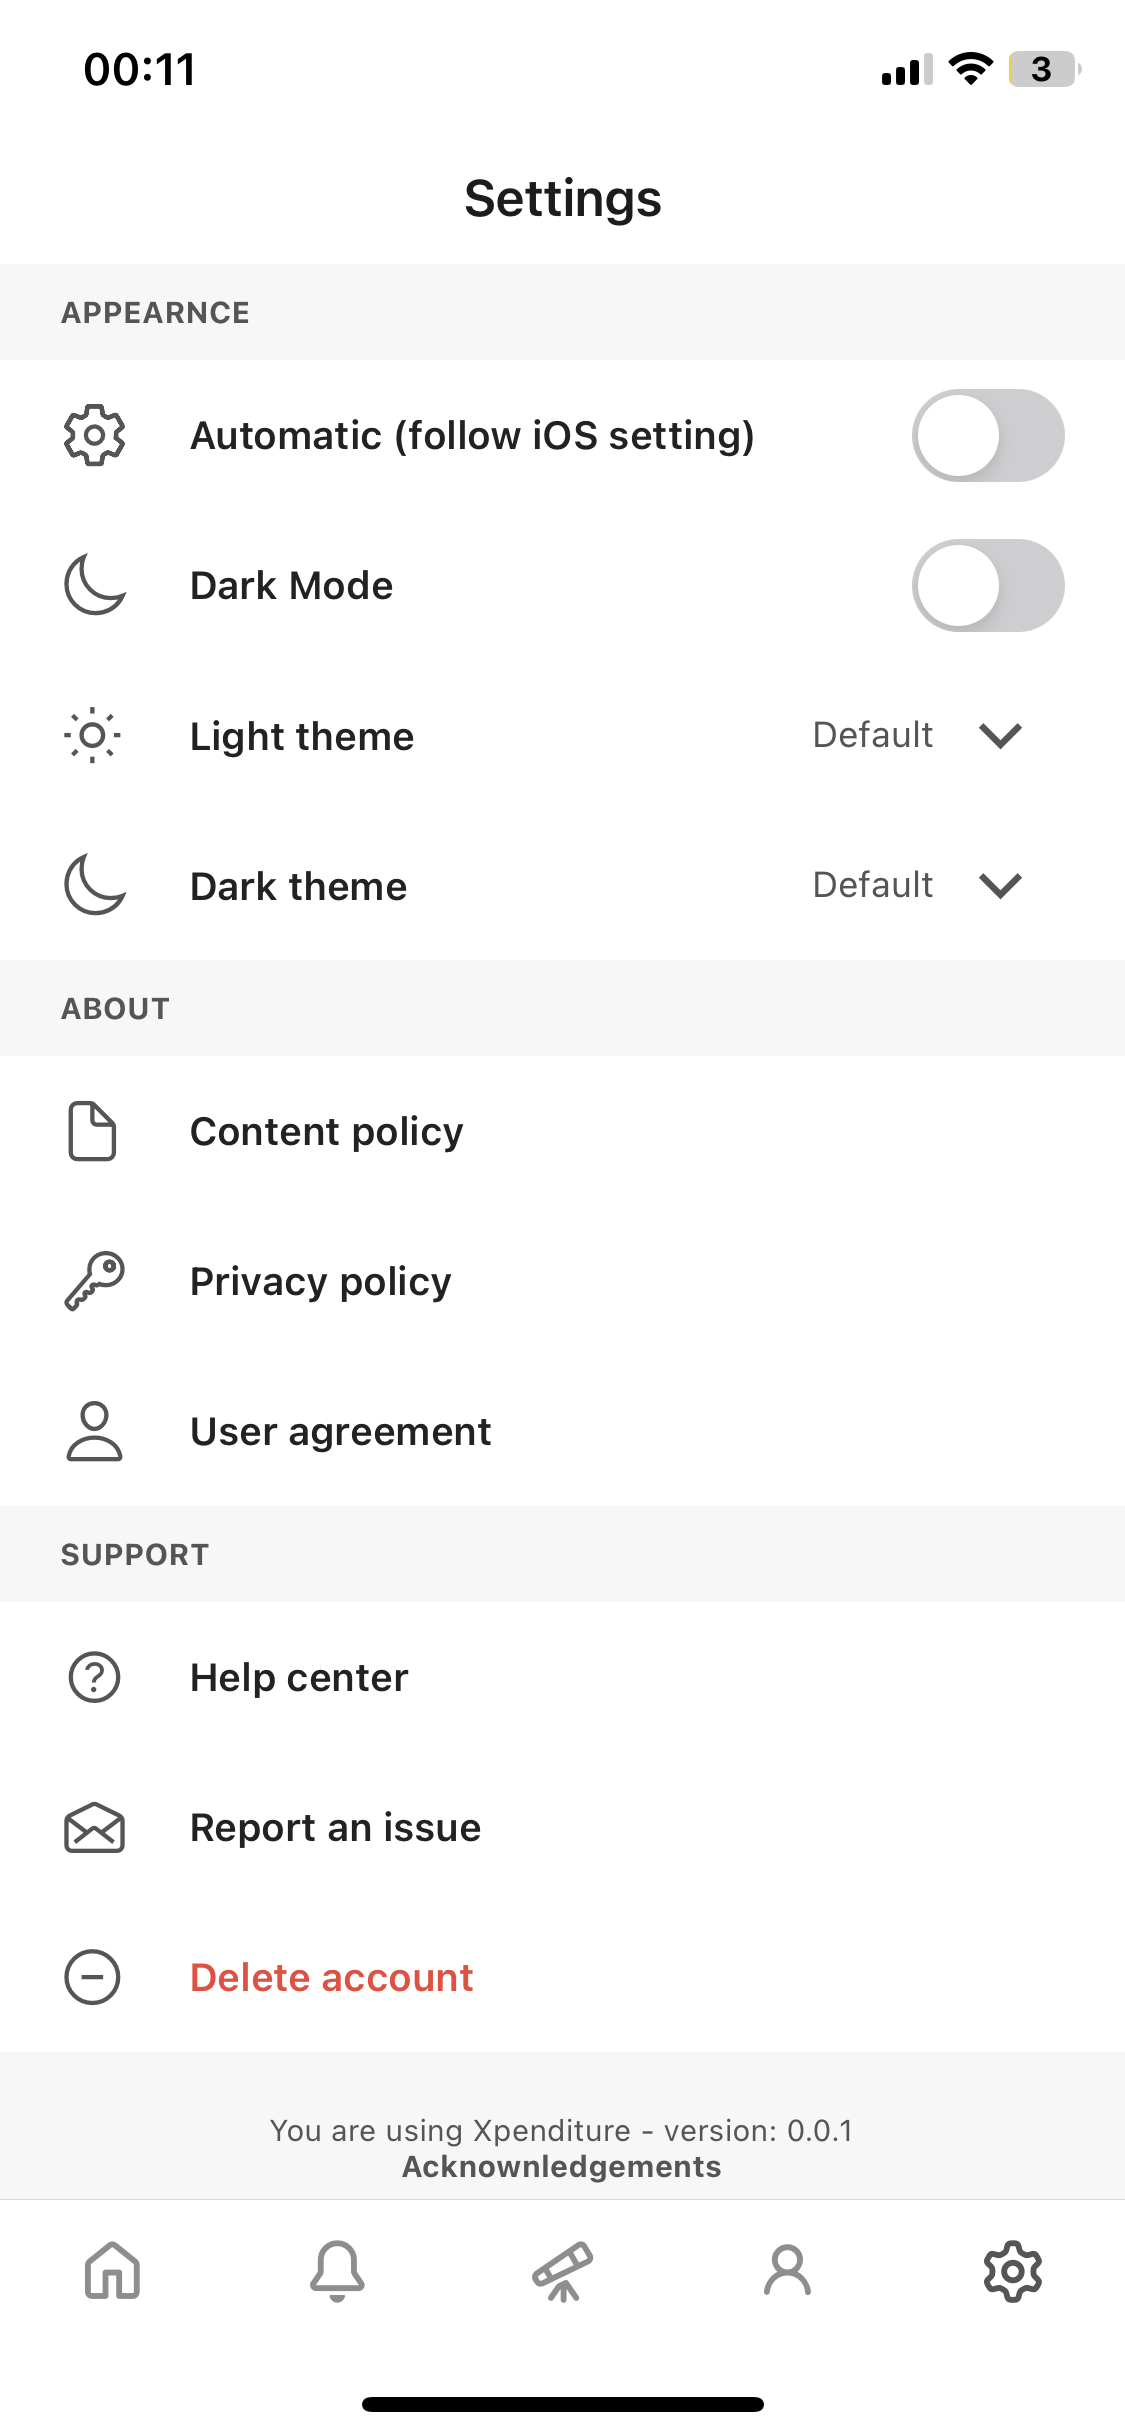 00:11
3
Settings
APPEARNCE
Automatic (follow iOS setting)
Dark Mode
Light theme
Default
Dark theme
Default
ABOUT
Content policy
Privacy policy
User agreement
SUPPORT
Help center
Report an issue
Delete account
You are using Xpenditure - version: 0.0.1
Acknownledgements